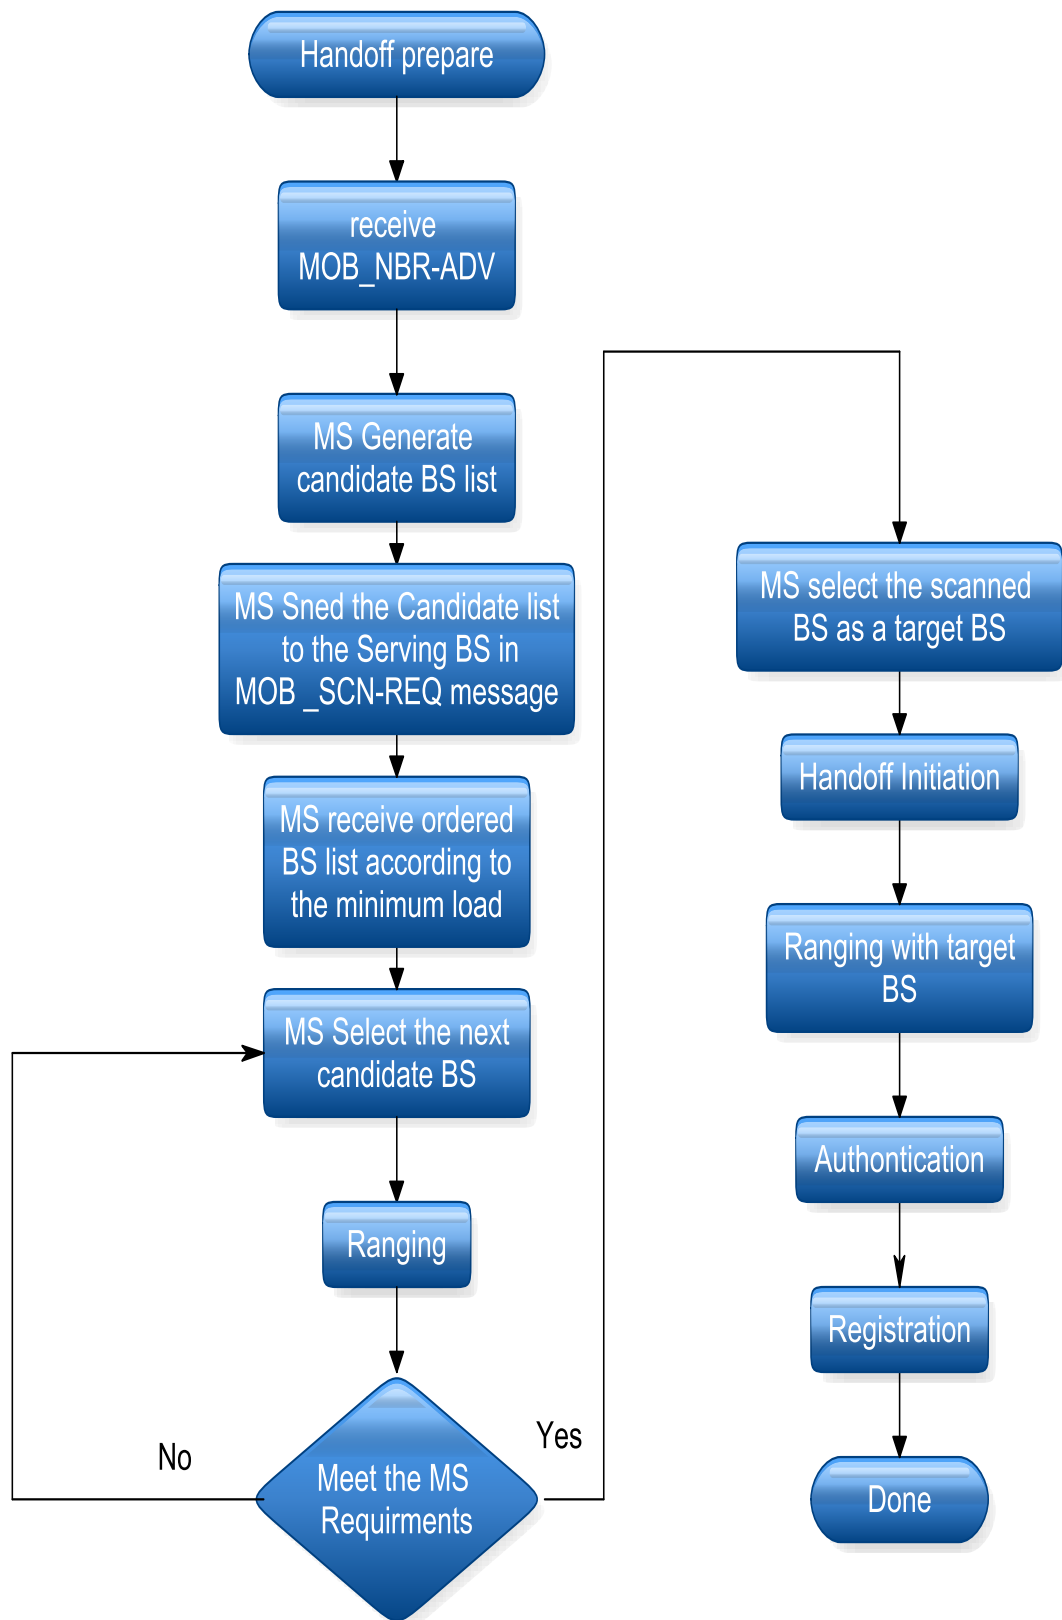 Handoff prepare
receive
MOB_NBR-ADV
MS Generate
candidate BS list
MS Sned the Candidate list
to the Serving BS in
MOB _SCN-REQ message
MS receive ordered
BS list according to
the minimum load
MS Select the next
candidate BS
Ranging
Meet the MS
Requirments
No
Yes
MS select the scanned
BS as a target BS
Handoff Initiation
Ranging with target
BS
Authontication
Registration
Done